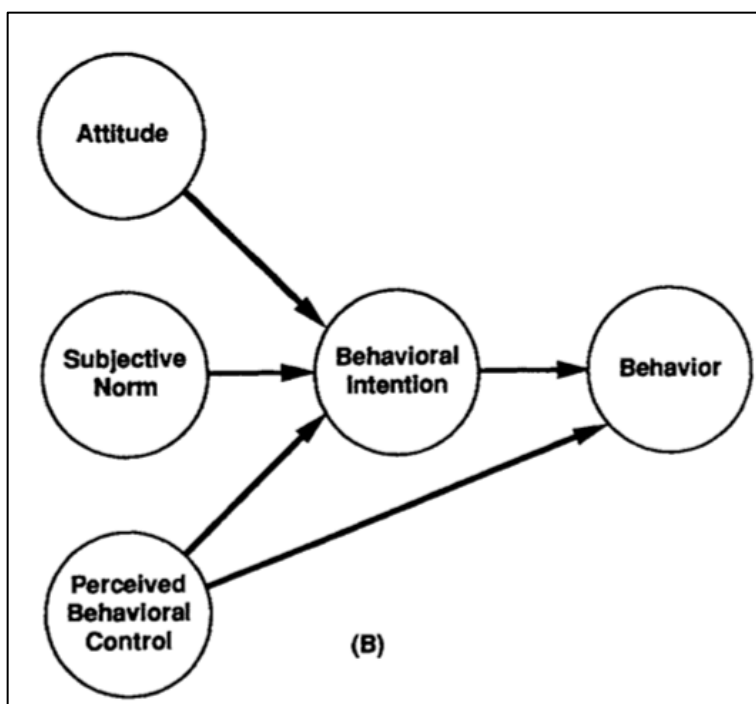 Attitude
Subjective
Norm
Behavioral
Intention
Behavior
Perceived
Behavioral
Control
(B)